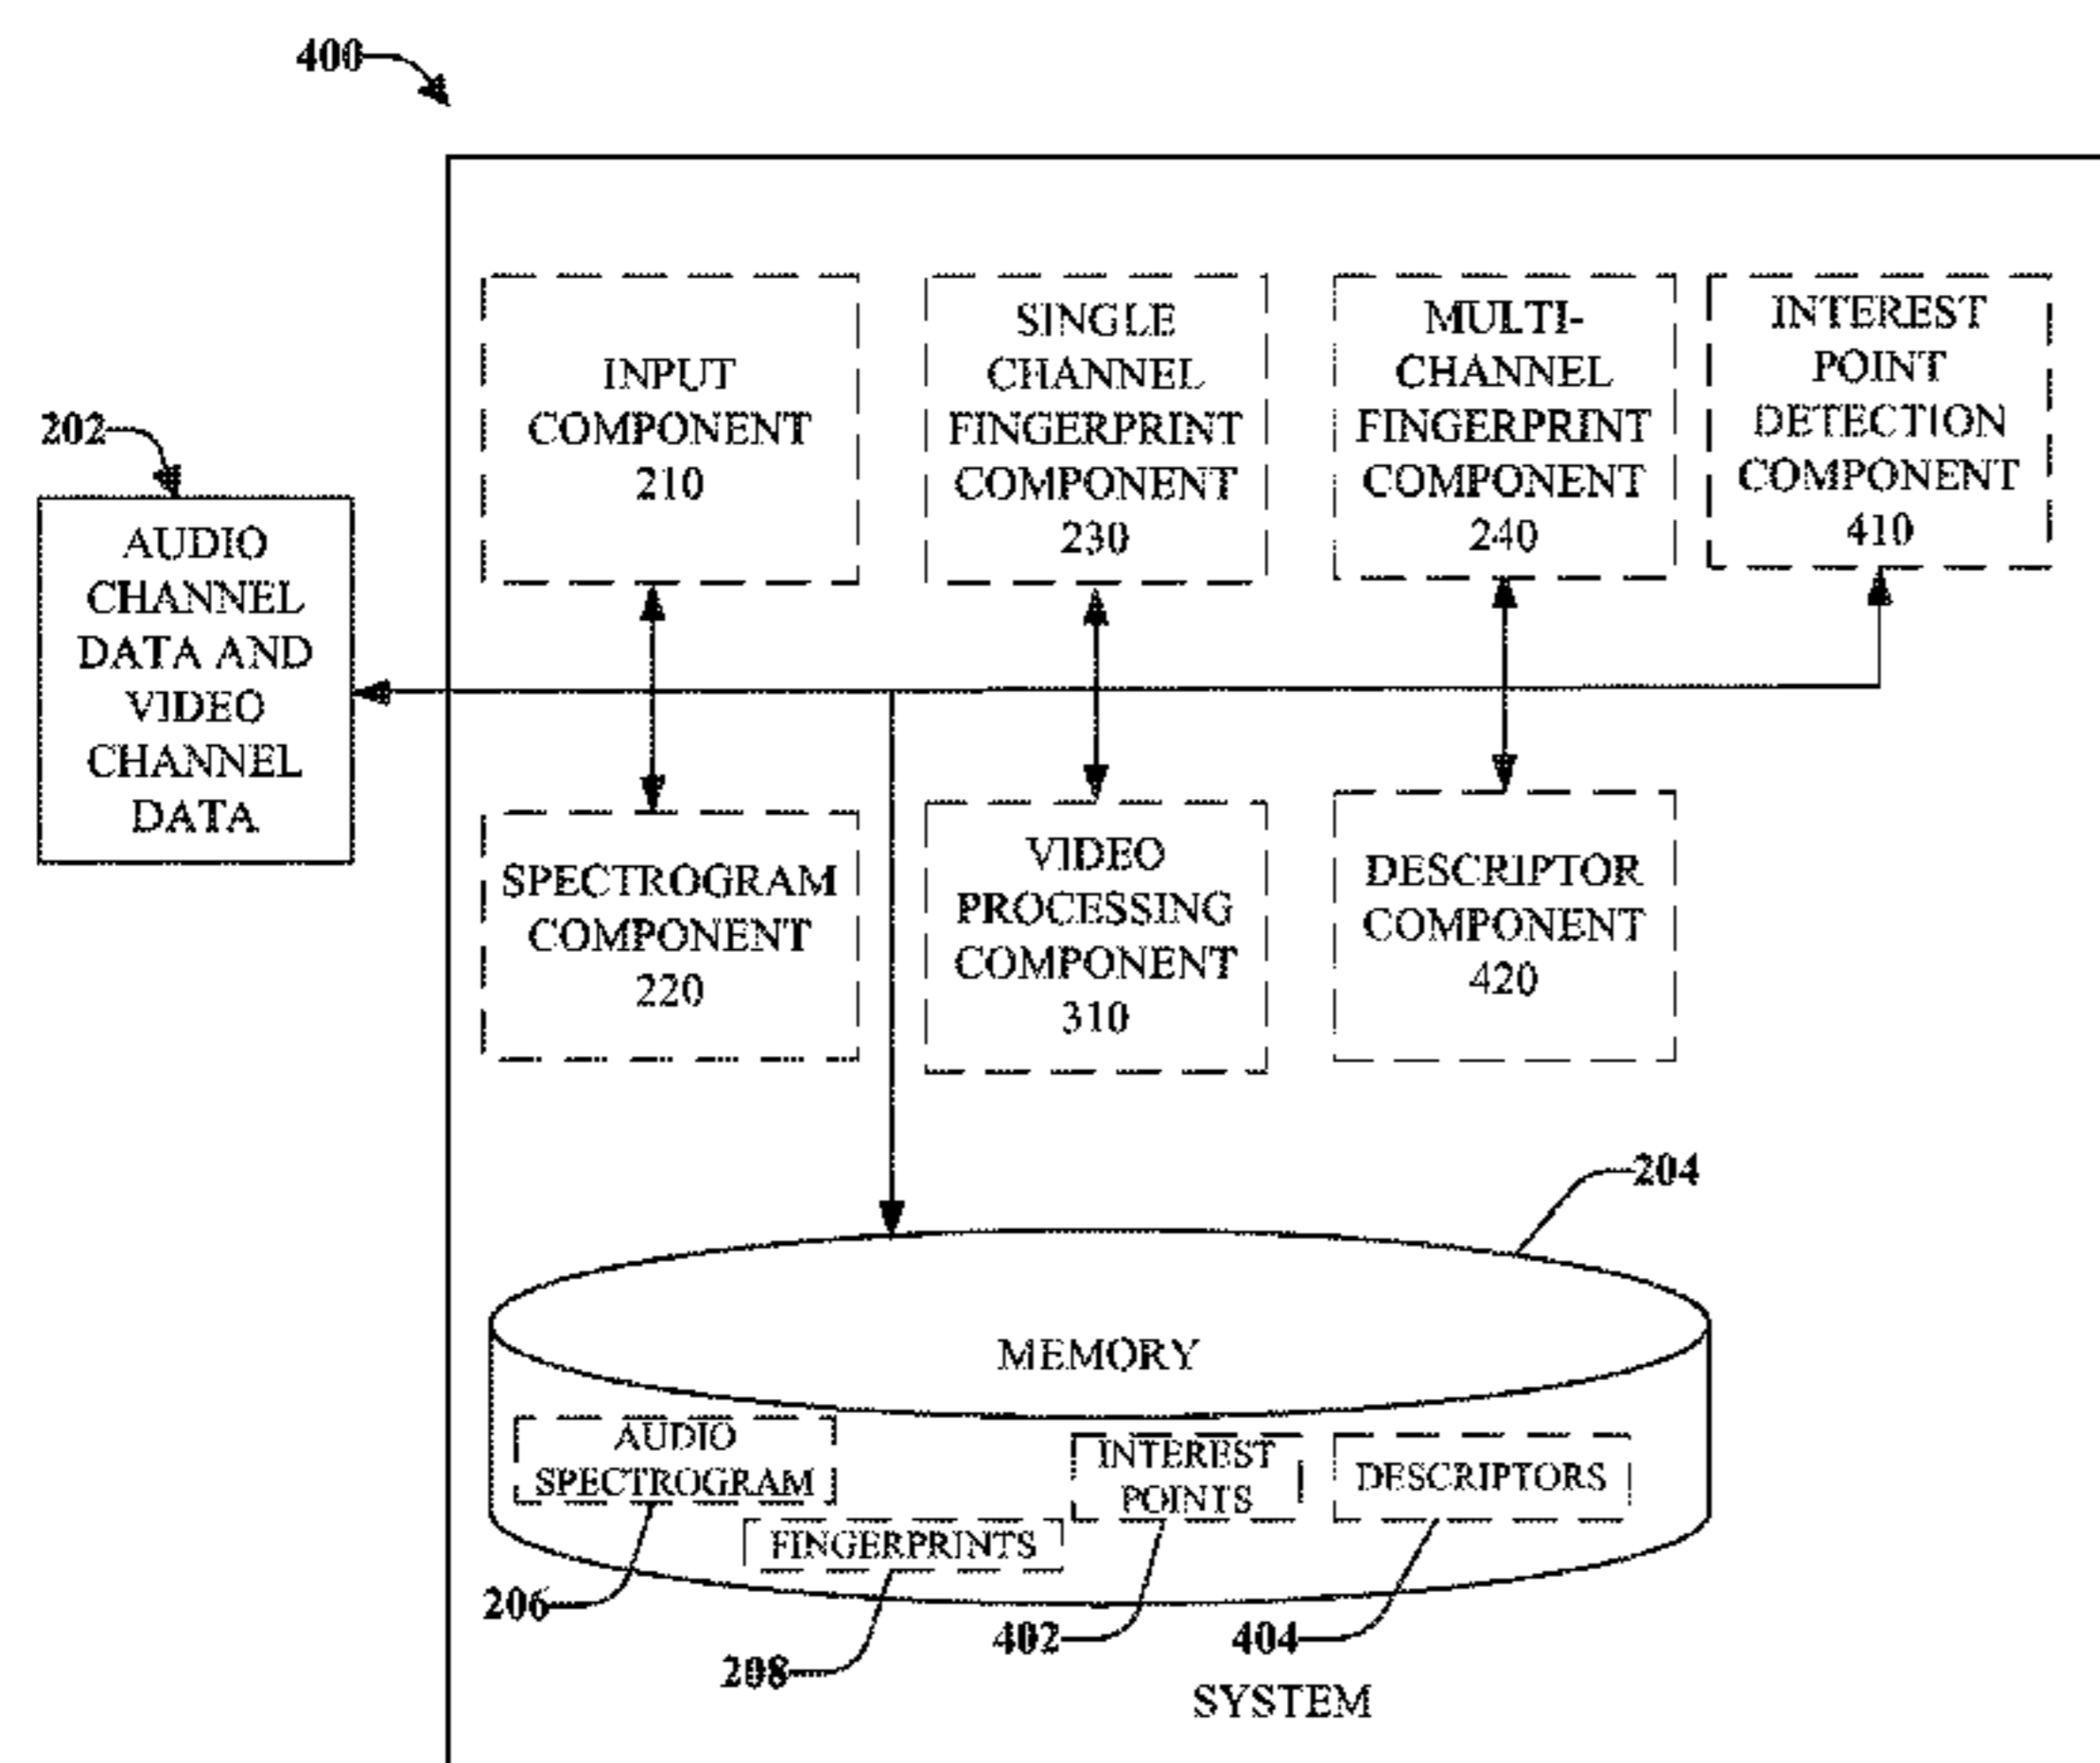 400
INPUT
COMPONENT
210
SINGLE
CHANNEL
FINGERPRINT
COMPONENT
230
MULTI-
CHANNEL
FINGERPRINT
COMPONENT
240
INTEREST
POINT
DETECTION
COMPONENT
410
202
AUDIO
CHANNEL
DATA AND
VIDEO
CHANNEL
DATA
SPECTROGRAM
COMPONENT
220
VIDEO
PROCESSING
COMPONENT
310
DESCRIPTOR
COMPONENT
420
204
MEMORY
AUDIO
SPECTROGRAM
FINGERPRINTS
INTEREST
POINTS
DESCRIPTORS
206
208
402
404
SYSTEM